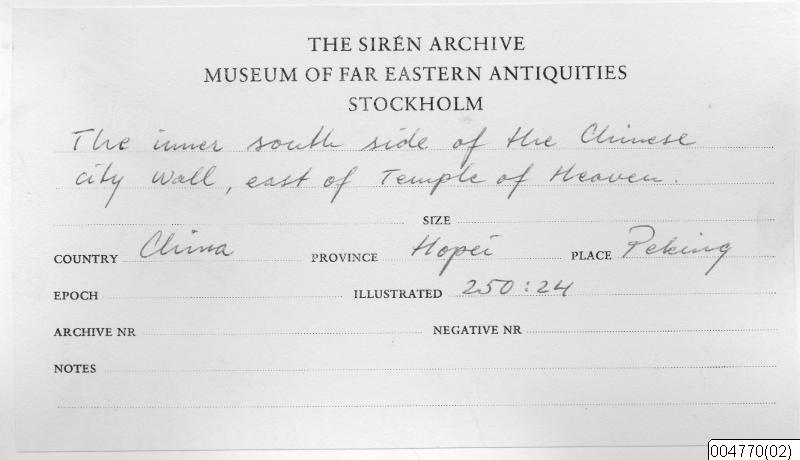 THE SIRÉN ARCHIVE
MUSEUM OF FAR EASTERN ANTIQUITIES
STOCKHOLM
The inner south side of the Chinese
city wall, east of Temple of Heaven.
SIZE
COUNTRY China PROVINCE Hopei PLACE Peking
EPOCH ILLUSTRATED 250:24
ARCHIVE NR NEGATIVE NR
NOTES
004770(02)